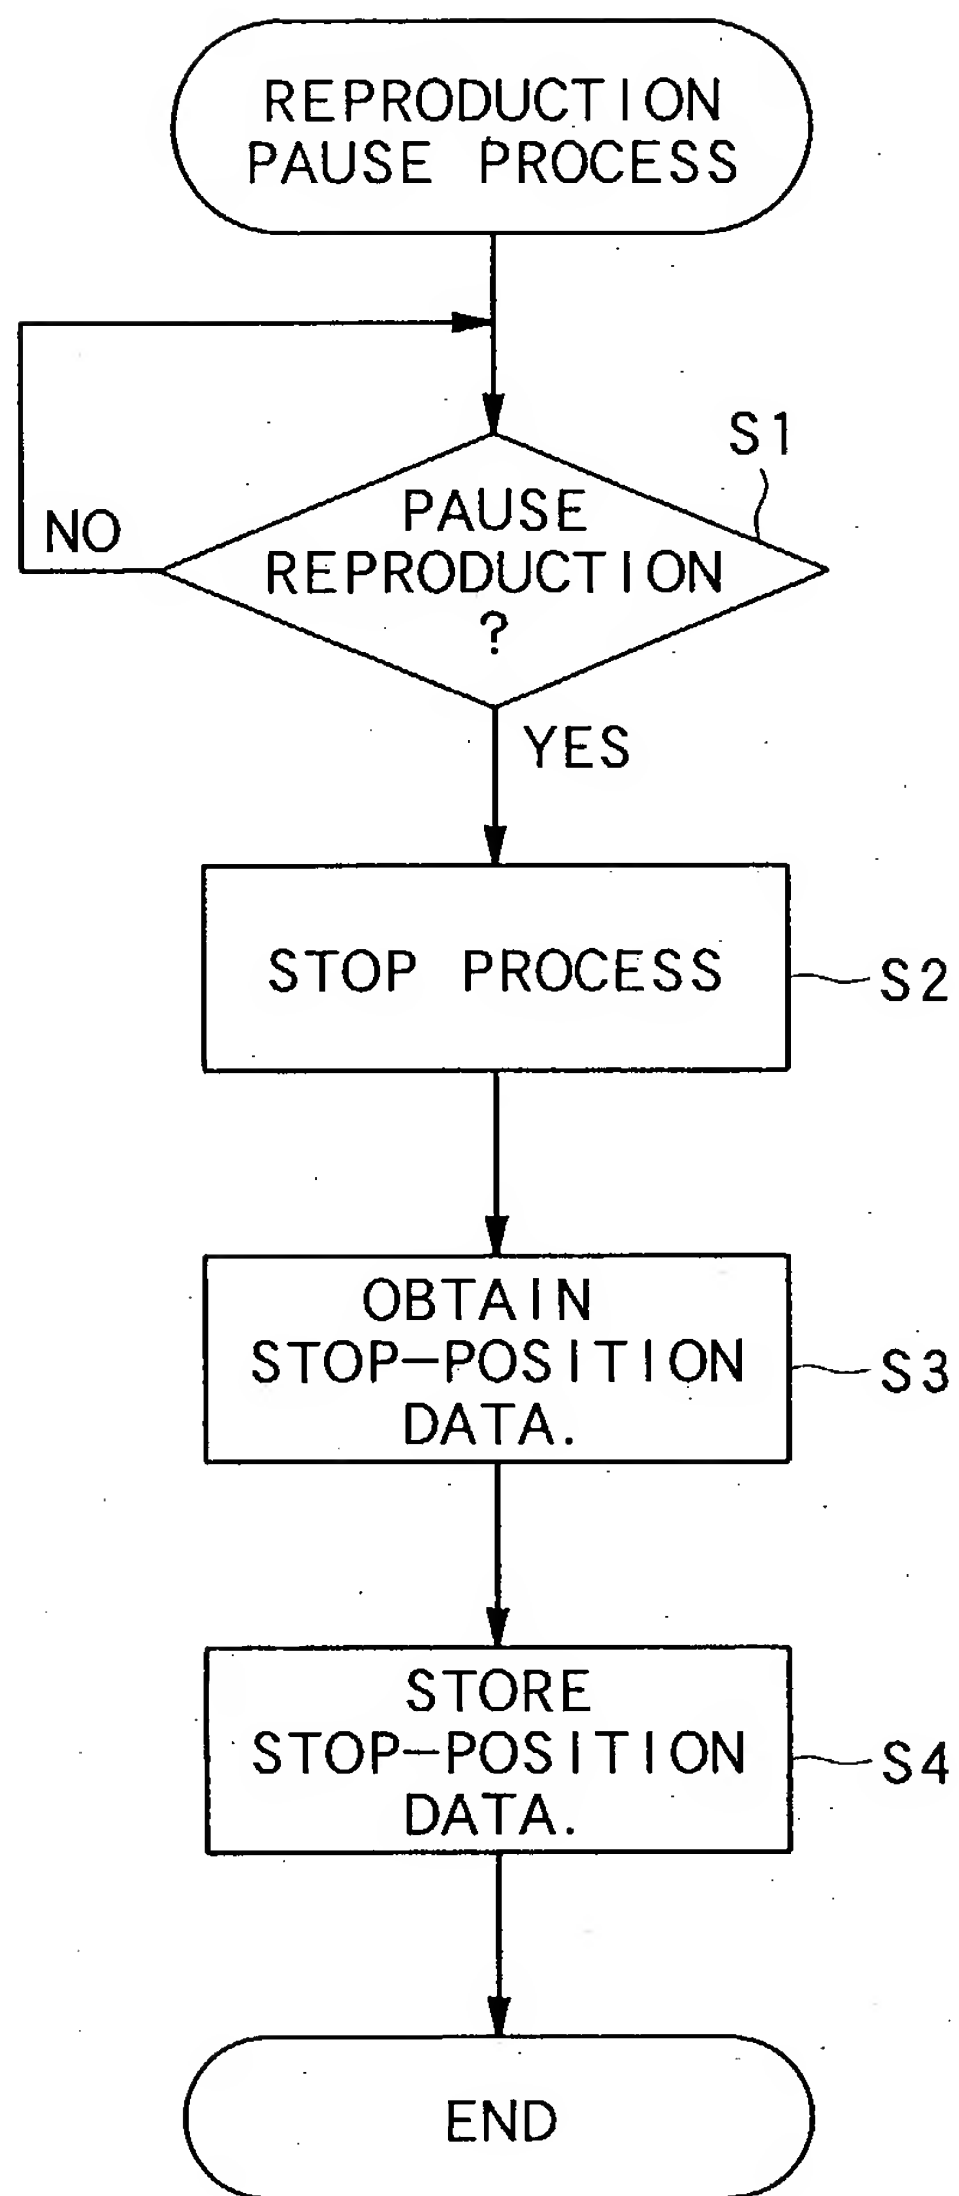 REPRODUCTION
PAUSE PROCESS
S1
PAUSE
REPRODUCTION
?
NO
YES
STOP PROCESS
S2
OBTAIN
STOP-POSITION
DATA.
S3
STORE
STOP-POSITION
DATA.
S4
END